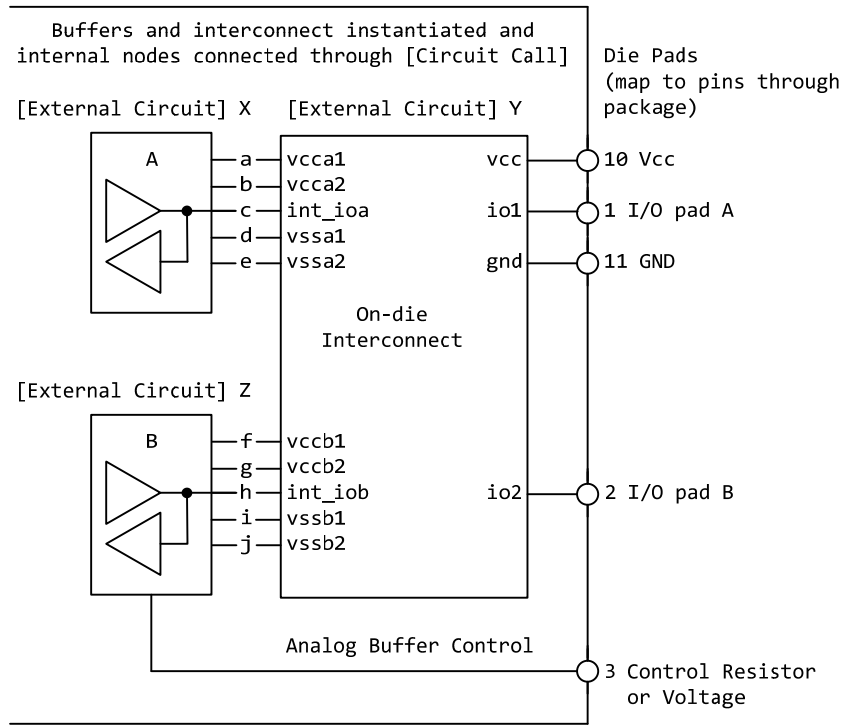 Buffers and interconnect instantiated and
internal nodes connected through [Circuit Call]
Die Pads
(map to pins through
package)
[External Circuit] X
[External Circuit] Y
A
a
b
c
d
e
vcca1
vcca2
int_ioa
vssa1
vssa2
vcc
io1
gnd
10 Vcc
1 I/O pad A
11 GND
On-die
Interconnect
[External Circuit] Z
B
f
g
h
i
j
vccb1
vccb2
int_iob
vssb1
vssb2
io2
2 I/O pad B
Analog Buffer Control
3 Control Resistor
or Voltage